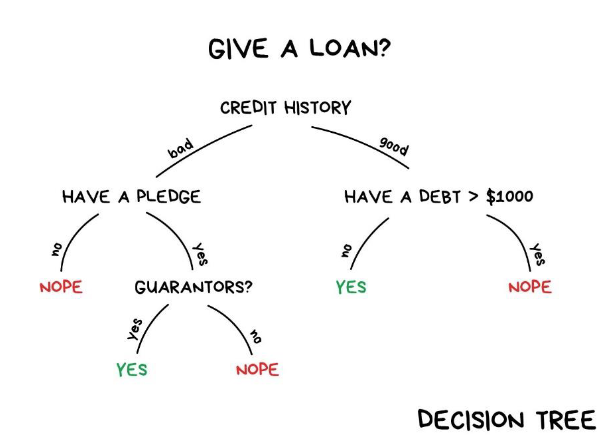 GIVE A LOAN?
CREDIT HISTORY
bad
good
HAVE A PLEDGE
HAVE A DEBT > $1000
no
yes
no
yes
NOPE
GUARANTORS?
YES
NOPE
yes
no
YES
NOPE
DECISION TREE